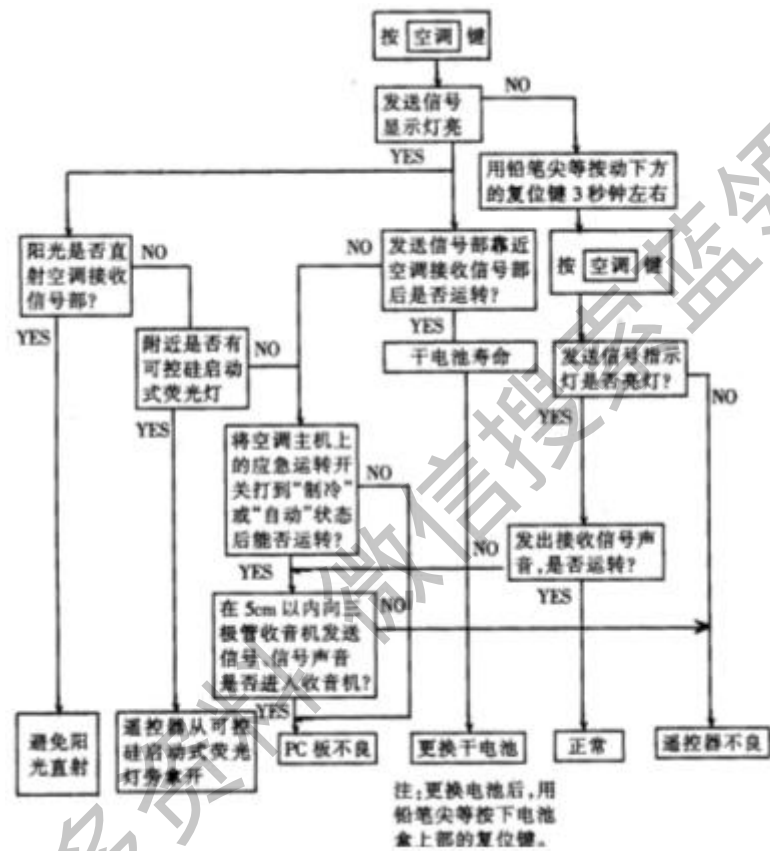 按 空调 键
发送信号
显示灯亮
NO
YES
用铅笔尖等按动下方
的复位键3秒钟左右
阳光是否直
射空调接收
信号部?
NO
YES
NO
发送信号部靠近
空调接收信号部
后是否运转?
YES
按 空调 键
附近是否有
可控硅启动
式荧光灯
NO
YES
干电池寿命
发送信号指示
灯是否亮灯?
NO
YES
将空调主机上
的应急运转开
关打到“制冷”
或“自动”状态
后能否运转?
NO
YES
NO
发出接收信号声
音,是否运转?
YES
在5cm以内向三
极管收音机发送
信号、信号声音
是否进入收音机?
NO
YES
避免阳
光直射
遥控器从可控
硅启动式荧光
灯旁拿开
PC板不良
更换干电池
正常
遥控器不良
注:更换电池后,用
铅笔尖等按下电池
盒上部的复位键。
微信搜索蓝领
多资料